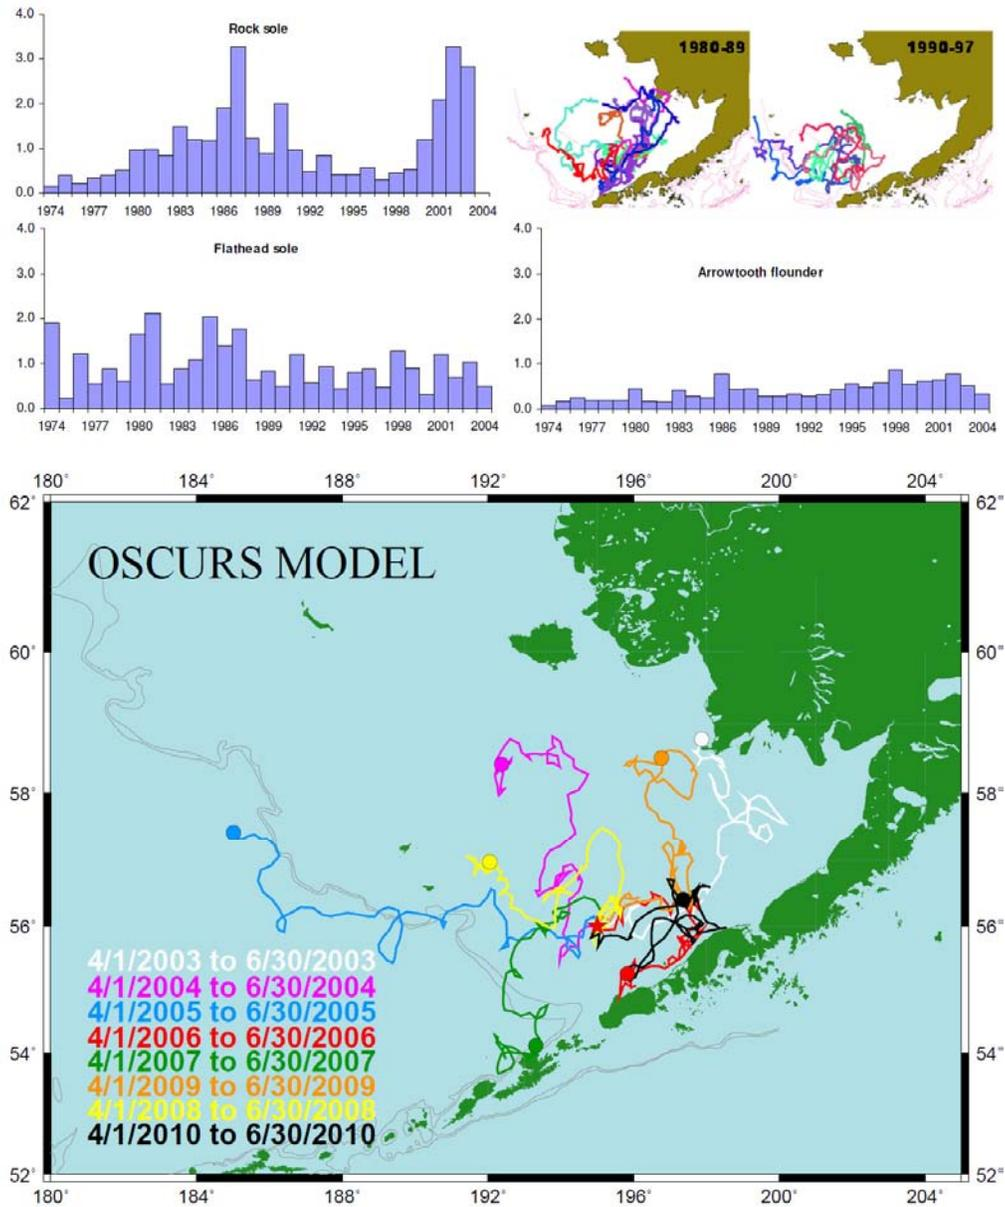 Rock sole
4.0
3.0
2.0
1.0
0.0
1974 1977 1980 1983 1986 1989 1992 1995 1998 2001 2004
1980-89
1990-97
Flathead sole
4.0
3.0
2.0
1.0
0.0
1974 1977 1980 1983 1986 1989 1992 1995 1998 2001 2004
Arrowtooth flounder
4.0
3.0
2.0
1.0
0.0
1974 1977 1980 1983 1986 1989 1992 1995 1998 2001 2004
180° 184° 188° 192° 196° 200° 204°
62° 62°
OSCURS MODEL
60° 60°
58° 58°
56° 56°
4/1/2003 to 6/30/2003
4/1/2004 to 6/30/2004
4/1/2005 to 6/30/2005
4/1/2006 to 6/30/2006
4/1/2007 to 6/30/2007
4/1/2009 to 6/30/2009
4/1/2008 to 6/30/2008
4/1/2010 to 6/30/2010
54° 54°
52° 52°
180° 184° 188° 192° 196° 200° 204°